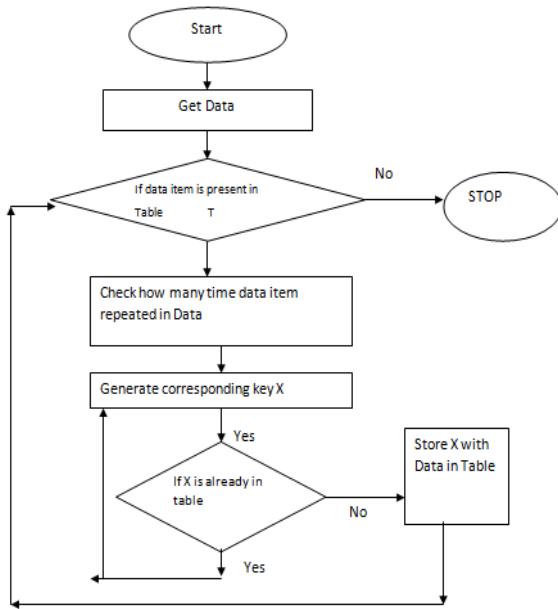 Start
Get Data
If data item is present in
Table T
No
STOP
Check how many time data item
repeated in Data
Generate corresponding key X
Yes
If X is already in
table
No
Store X with
Data in Table
Yes